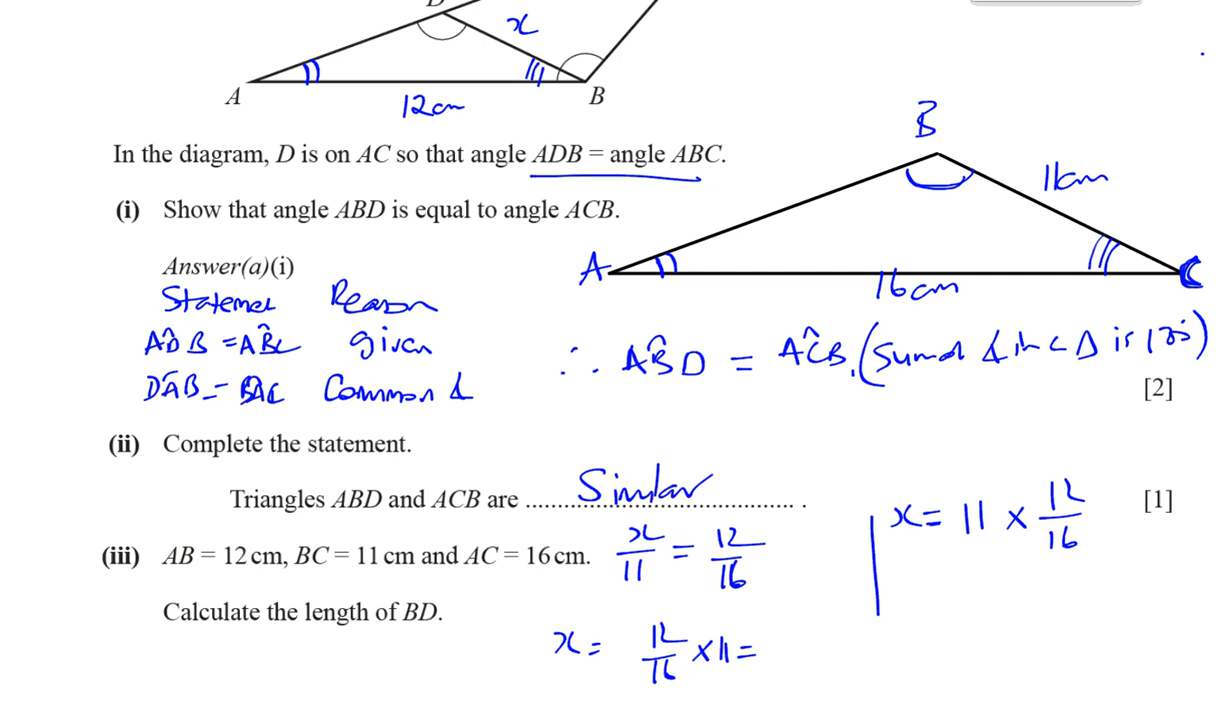 x
A
12cm
B
B
In the diagram, D is on AC so that angle ADB = angle ABC.
11cm
(i) Show that angle ABD is equal to angle ACB.
Answer(a)(i)
A
16cm
C
Statemet Reason
AD̂B = AB̂C given
∴ AB̂D = AĈB. (Sum of ∠ in a Δ is 180)
DÂB = BAC Common ∠
[2]
(ii) Complete the statement.
Triangles ABD and ACB are ........ Similar ........ .
[1]
x = 11 × 12/16
(iii) AB = 12 cm, BC = 11 cm and AC = 16 cm.
x/11 = 12/16
Calculate the length of BD.
x = 12/16 × 11 =